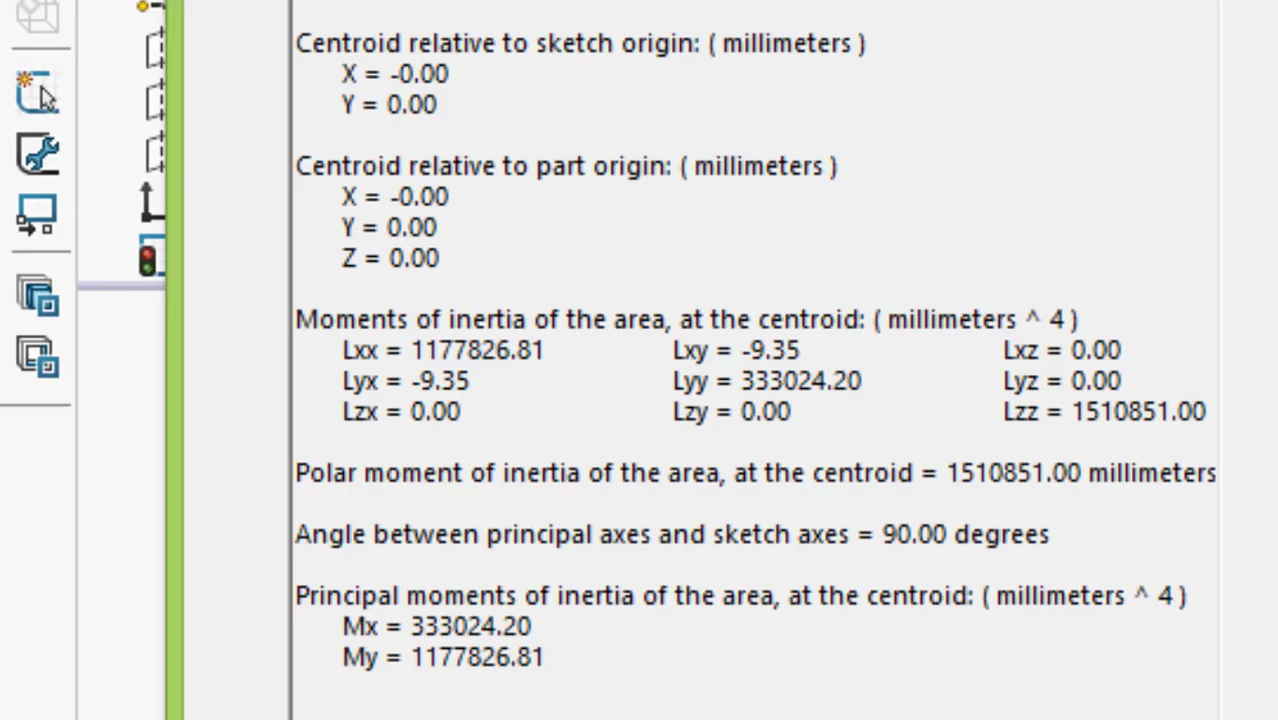 Centroid relative to sketch origin: ( millimeters )
X = -0.00
Y = 0.00
Centroid relative to part origin: ( millimeters )
X = -0.00
Y = 0.00
Z = 0.00
Moments of inertia of the area, at the centroid: ( millimeters ^ 4 )
Lxx = 1177826.81 Lxy = -9.35 Lxz = 0.00
Lyx = -9.35 Lyy = 333024.20 Lyz = 0.00
Lzx = 0.00 Lzy = 0.00 Lzz = 1510851.00
Polar moment of inertia of the area, at the centroid = 1510851.00 millimeters
Angle between principal axes and sketch axes = 90.00 degrees
Principal moments of inertia of the area, at the centroid: ( millimeters ^ 4 )
Mx = 333024.20
My = 1177826.81